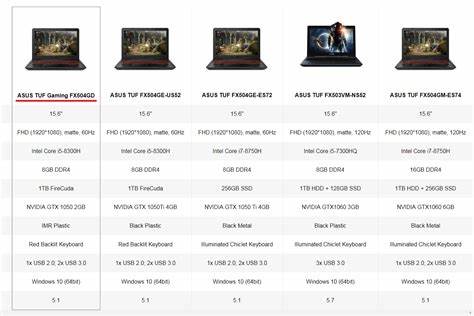 ASUS TUF Gaming FX504GD ASUS TUF FX504GE-US52 ASUS TUF FX504GE-ES72 ASUS TUF FX503VM-NS52 ASUS TUF FX504GM-ES74
15.6" 15.6" 15.6" 15.6" 15.6"
FHD (1920*1080), matte, 60Hz FHD (1920*1080), matte, 60Hz FHD (1920*1080), matte, 60Hz FHD (1920*1080), matte, 120Hz FHD (1920*1080), matte, 120Hz
Intel Core i5-8300H Intel Core i5-8300H Intel Core i7-8750H Intel Core i5-7300HQ Intel Core i7-8750H
8GB DDR4 8GB DDR4 8GB DDR4 8GB DDR4 16GB DDR4
1TB FireCuda 1TB FireCuda 256GB SSD 1TB HDD + 128GB SSD 1TB HDD + 256GB SSD
NVIDIA GTX 1050 2GB NVIDIA GTX 1050Ti 4GB NVIDIA GTX 1050 Ti 4GB NVIDIA GTX1060 3GB NVIDIA GTX1060 6GB
IMR Plastic Black Plastic Black Metal Black Plastic Black Metal
Red Backlit Keyboard Red Backlit Keyboard Illuminated Chiclet Keyboard Illuminated Chiclet Keyboard Illuminated Chiclet Keyboard
1x USB 2.0; 2x USB 3.0 1x USB 2.0; 2x USB 3.0 1x USB 2.0; 2x USB 3.0 3x USB 3.0 1x USB 2.0; 2x USB 3.0
Windows 10 (64bit) Windows 10 (64bit) Windows 10 (64bit) Windows 10 (64bit) Windows 10 (64bit)
5.1 5.1 5.1 5.7 5.1